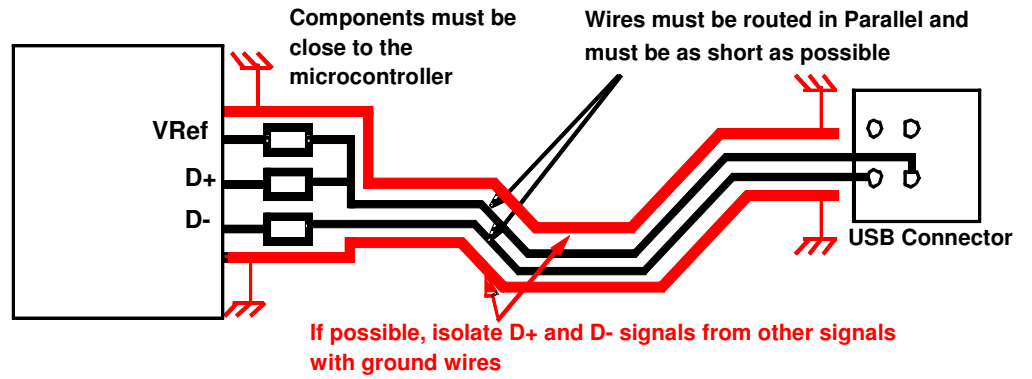 Components must be
close to the
microcontroller
Wires must be routed in Parallel and
must be as short as possible
VRef
D+
D-
USB Connector
If possible, isolate D+ and D- signals from other signals
with ground wires